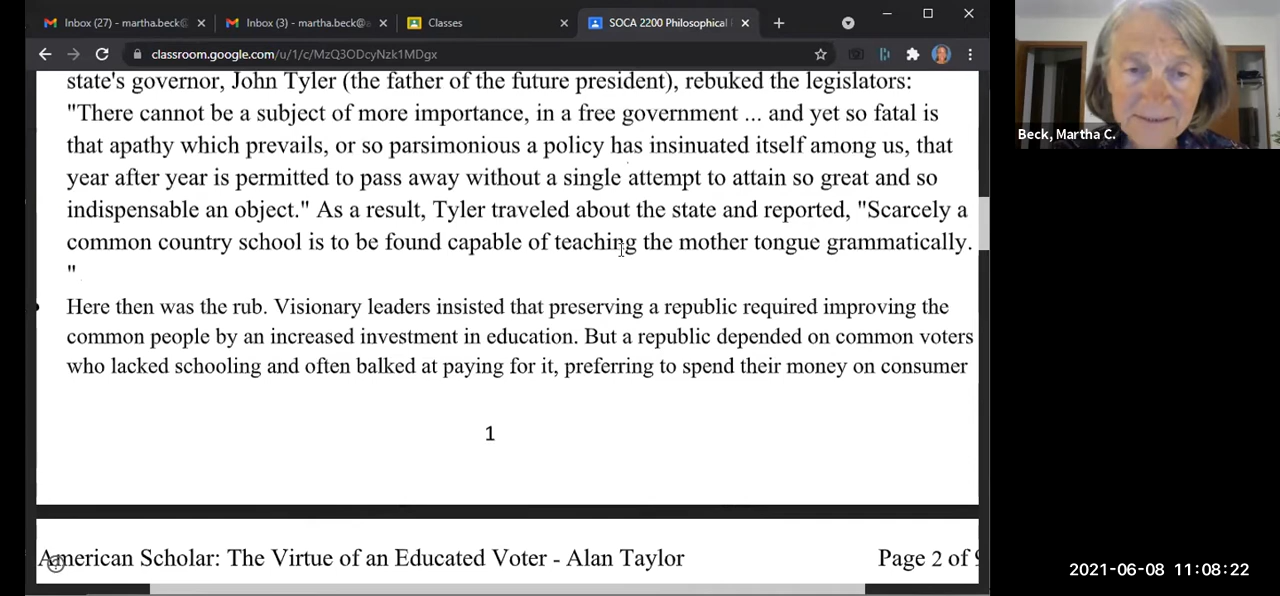 Inbox (27) - martha.beck@
Inbox (3) - martha.beck@
Classes
SOCA 2200 Philosophical
classroom.google.com/u/1/c/MzQ3ODcyNzk1MDgx
state's governor, John Tyler (the father of the future president), rebuked the legislators:
"There cannot be a subject of more importance, in a free government ... and yet so fatal is
that apathy which prevails, or so parsimonious a policy has insinuated itself among us, that
year after year is permitted to pass away without a single attempt to attain so great and so
indispensable an object." As a result, Tyler traveled about the state and reported, "Scarcely a
common country school is to be found capable of teaching the mother tongue grammatically.
"
Here then was the rub. Visionary leaders insisted that preserving a republic required improving the
common people by an increased investment in education. But a republic depended on common voters
who lacked schooling and often balked at paying for it, preferring to spend their money on consumer
1
American Scholar: The Virtue of an Educated Voter - Alan Taylor
Page 2 of 9
Beck, Martha C.
2021-06-08 11:08:22